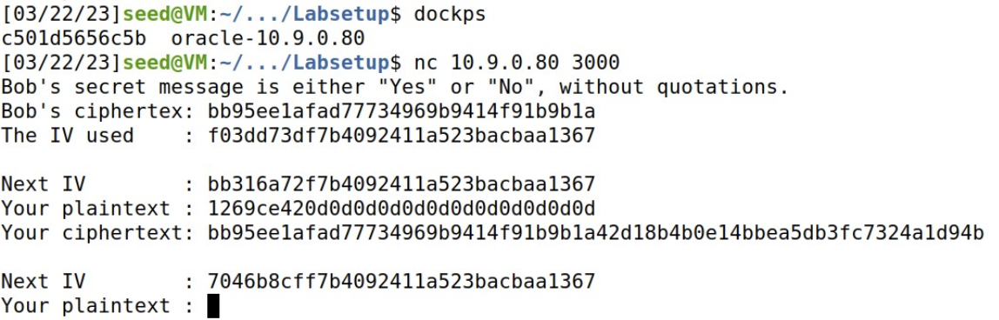 [03/22/23]seed@VM:~/.../Labsetup$ dockps
c501d5656c5b  oracle-10.9.0.80
[03/22/23]seed@VM:~/.../Labsetup$ nc 10.9.0.80 3000
Bob's secret message is either "Yes" or "No", without quotations.
Bob's ciphertex: bb95ee1afad77734969b9414f91b9b1a
The IV used    : f03dd73df7b4092411a523bacbaa1367
Next IV        : bb316a72f7b4092411a523bacbaa1367
Your plaintext : 1269ce420d0d0d0d0d0d0d0d0d0d0d0d
Your ciphertext: bb95ee1afad77734969b9414f91b9b1a42d18b4b0e14bbea5db3fc7324a1d94b
Next IV        : 7046b8cff7b4092411a523bacbaa1367
Your plaintext :